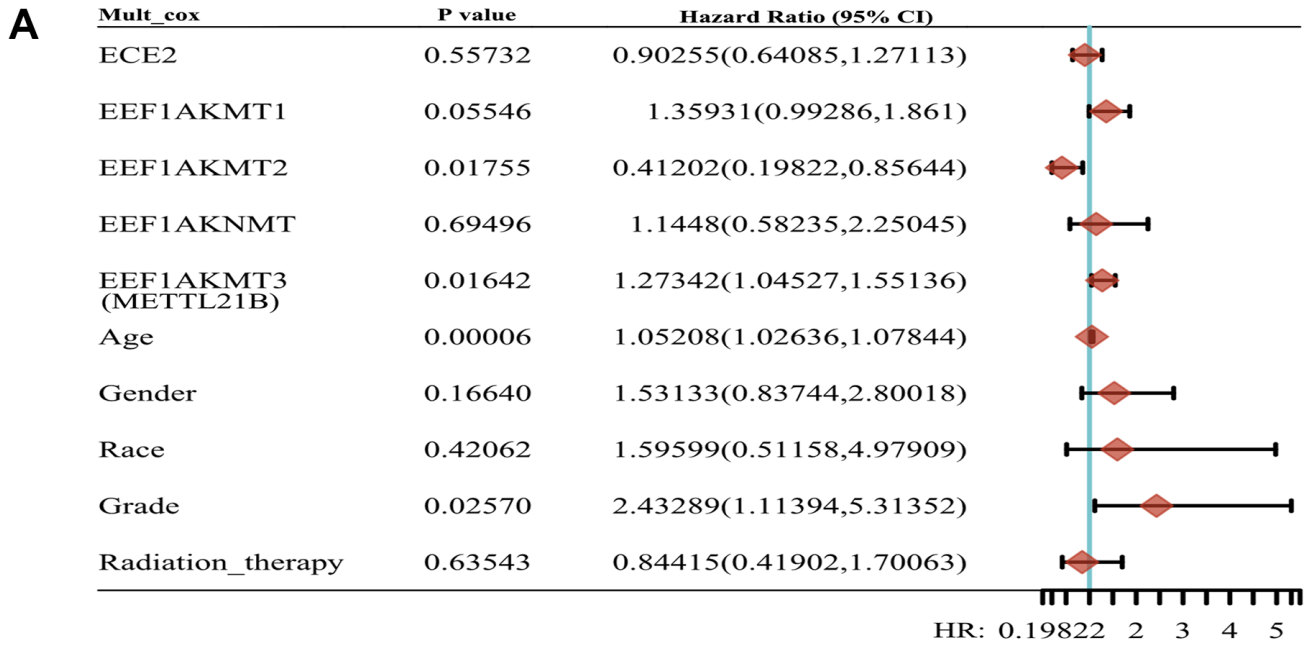 A
Mult_cox P value Hazard Ratio (95% CI)
ECE2 0.55732 0.90255(0.64085,1.27113)
EEF1AKMT1 0.05546 1.35931(0.99286,1.861)
EEF1AKMT2 0.01755 0.41202(0.19822,0.85644)
EEF1AKNMT 0.69496 1.1448(0.58235,2.25045)
EEF1AKMT3 0.01642 1.27342(1.04527,1.55136)
(METTL21B)
Age 0.00006 1.05208(1.02636,1.07844)
Gender 0.16640 1.53133(0.83744,2.80018)
Race 0.42062 1.59599(0.51158,4.97909)
Grade 0.02570 2.43289(1.11394,5.31352)
Radiation_therapy 0.63543 0.84415(0.41902,1.70063)
HR: 0.19822 2 3 4 5